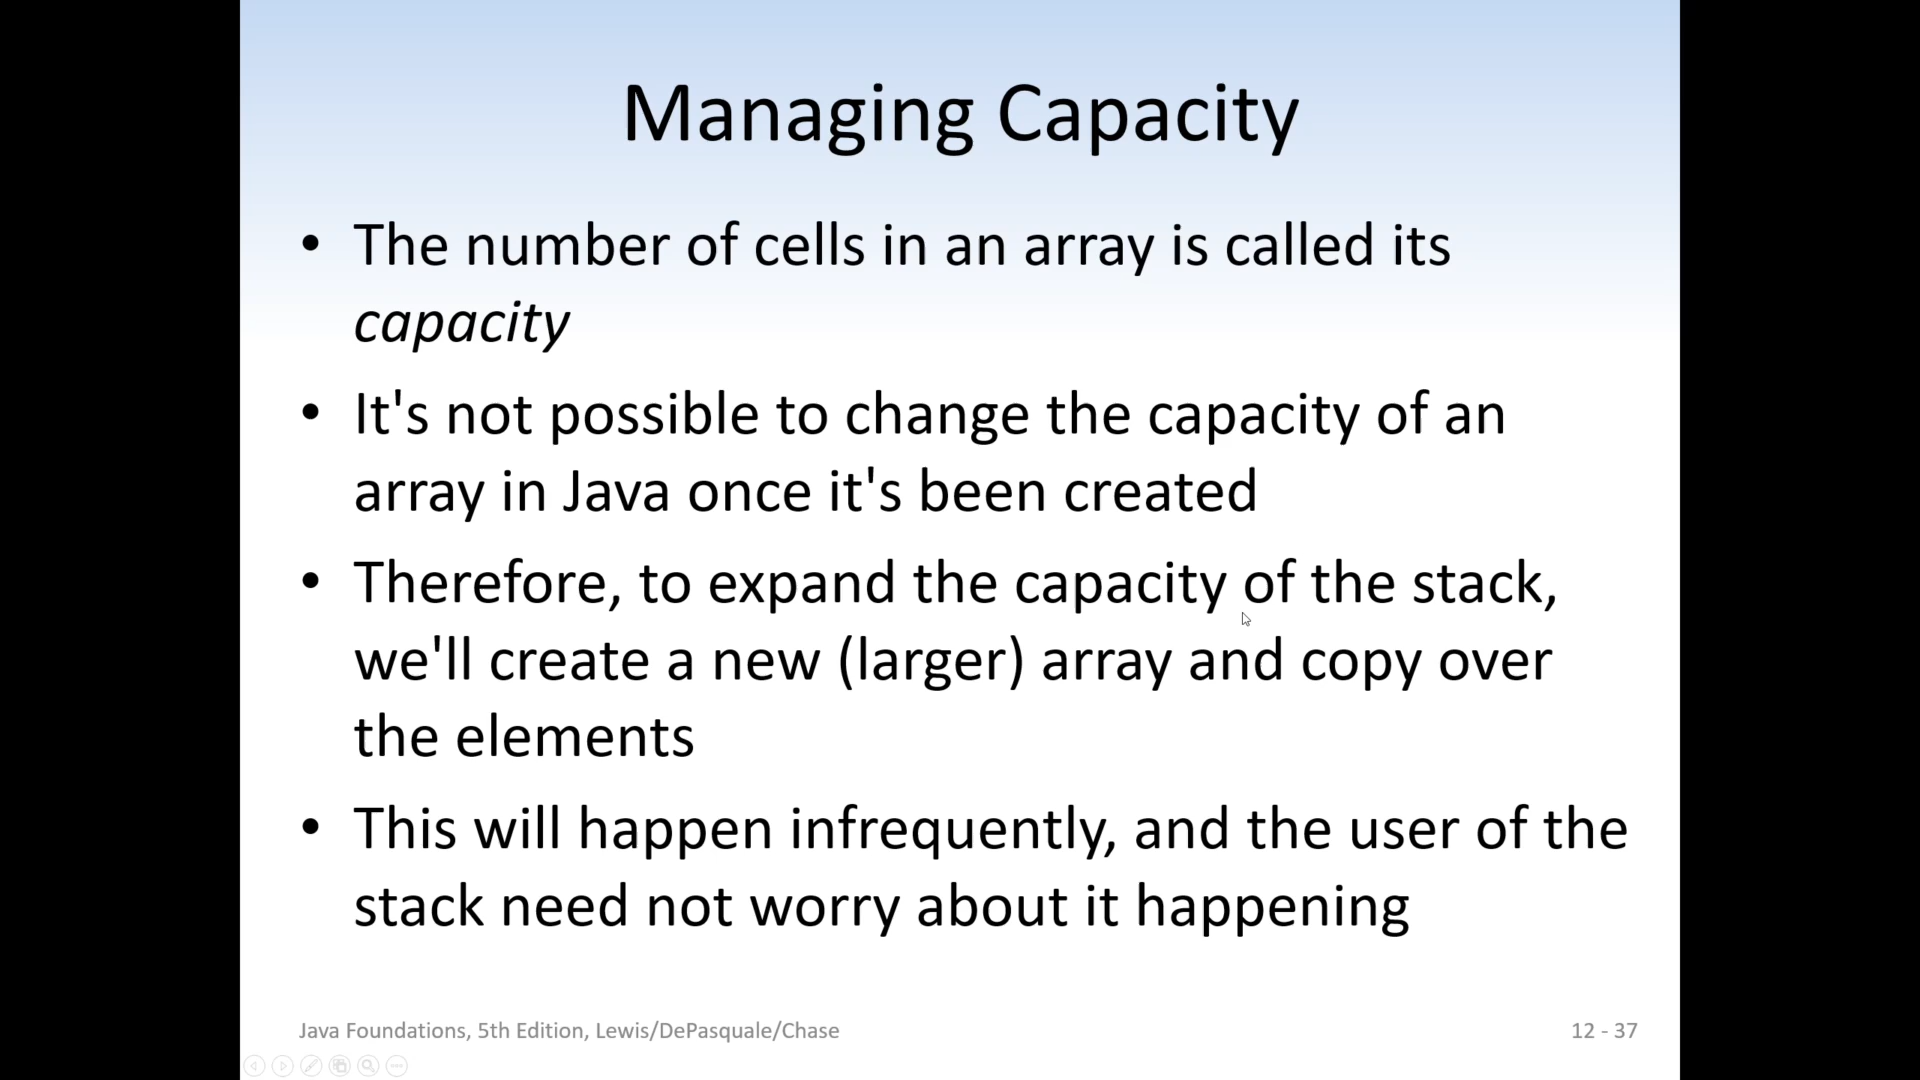 Managing Capacity
• The number of cells in an array is called its
capacity
• It's not possible to change the capacity of an
array in Java once it's been created
• Therefore, to expand the capacity of the stack,
we'll create a new (larger) array and copy over
the elements
• This will happen infrequently, and the user of the
stack need not worry about it happening
Java Foundations, 5th Edition, Lewis/DePasquale/Chase
12 - 37